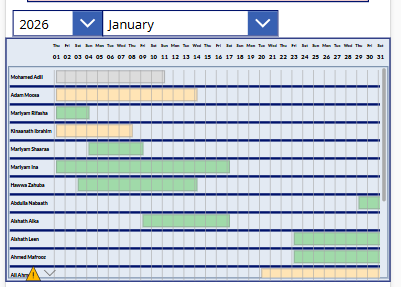 2026 January
Thu Fri Sat Sun Mon Tue Wed Thu Fri Sat Sun Mon Tue Wed Thu Fri Sat Sun Mon Tue Wed Thu Fri Sat Sun Mon Tue Wed Thu Fri Sat
01 02 03 04 05 06 07 08 09 10 11 12 13 14 15 16 17 18 19 20 21 22 23 24 25 26 27 28 29 30 31
Mohamed Adil
Adam Moosa
Mariyam Rifasha
Kinaanath Ibrahim
Mariyam Shasraa
Mariyam Ina
Hawwa Zahuba
Abdulla Nabaath
Aishath Alka
Aishath Leen
Ahmed Mafrooz
Ali